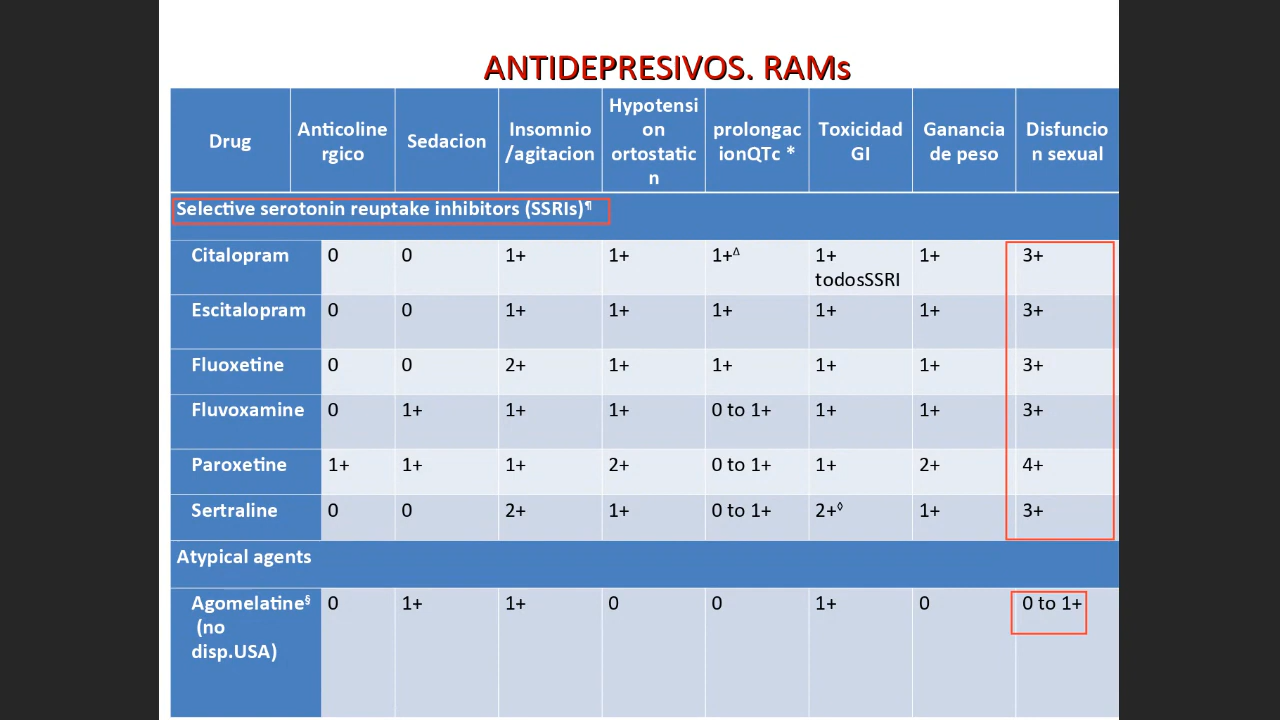 ANTIDEPRESIVOS. RAMs
Drug
Anticoline
rgico
Sedacion
Insomnio
/agitacion
Hypotensi
on
ortostatic
n
prolongac
ionQTc *
Toxicidad
GI
Ganancia
de peso
Disfuncio
n sexual
Selective serotonin reuptake inhibitors (SSRIs)¶
Citalopram 0 0 1+ 1+ 1+Δ 1+ 1+ 3+
todosSSRI
Escitalopram 0 0 1+ 1+ 1+ 1+ 1+ 3+
Fluoxetine 0 0 2+ 1+ 1+ 1+ 1+ 3+
Fluvoxamine 0 1+ 1+ 1+ 0 to 1+ 1+ 1+ 3+
Paroxetine 1+ 1+ 1+ 2+ 0 to 1+ 1+ 2+ 4+
Sertraline 0 0 2+ 1+ 0 to 1+ 2+◊ 1+ 3+
Atypical agents
Agomelatine§ 0 1+ 1+ 0 0 1+ 0 0 to 1+
(no
disp.USA)